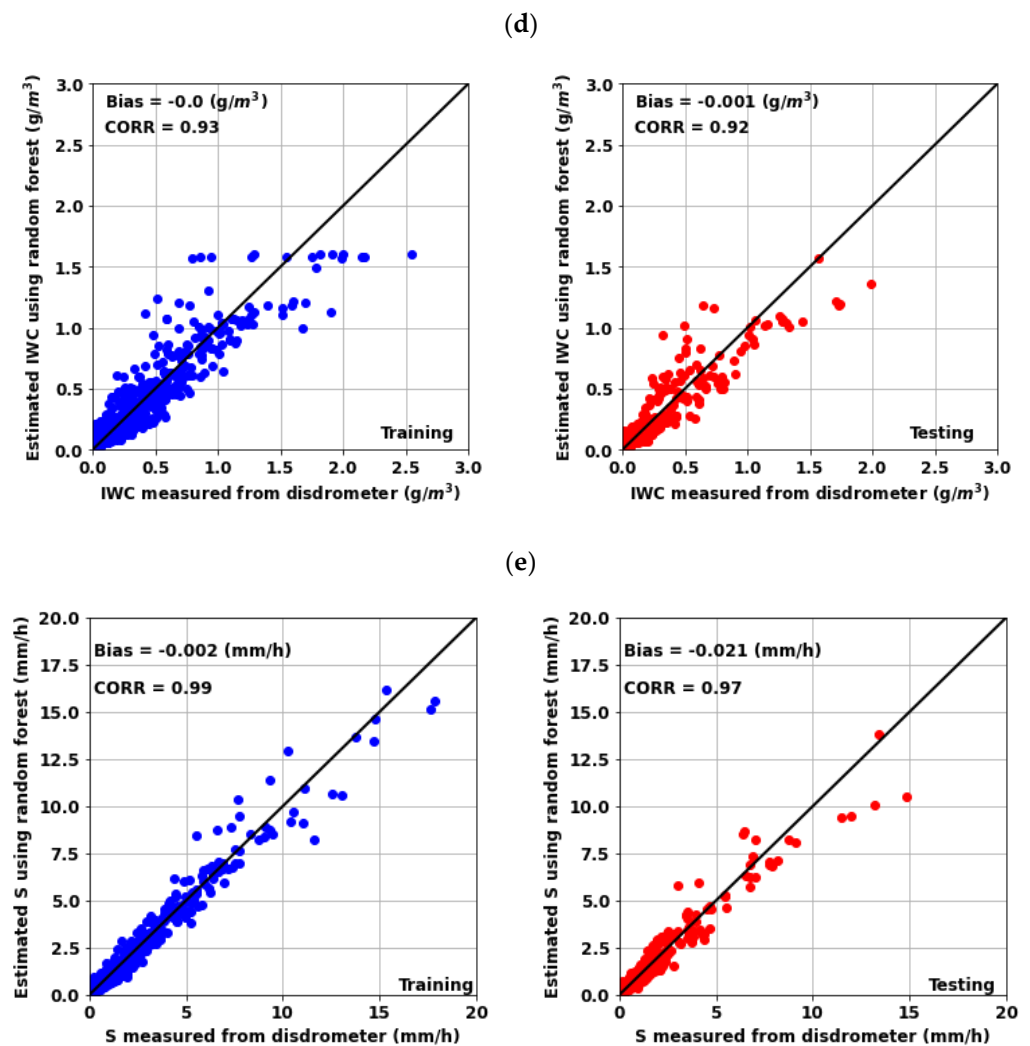 (d)
Estimated IWC using random forest (g/m³)
3.0
2.5
2.0
1.5
1.0
0.5
0.0
Bias = -0.0 (g/m³)
CORR = 0.93
Training
0.0 0.5 1.0 1.5 2.0 2.5 3.0
IWC measured from disdrometer (g/m³)
Estimated IWC using random forest (g/m³)
3.0
2.5
2.0
1.5
1.0
0.5
0.0
Bias = -0.001 (g/m³)
CORR = 0.92
Testing
0.0 0.5 1.0 1.5 2.0 2.5 3.0
IWC measured from disdrometer (g/m³)
(e)
Estimated S using random forest (mm/h)
20.0
17.5
15.0
12.5
10.0
7.5
5.0
2.5
0.0
Bias = -0.002 (mm/h)
CORR = 0.99
Training
0 5 10 15 20
S measured from disdrometer (mm/h)
Estimated S using random forest (mm/h)
20.0
17.5
15.0
12.5
10.0
7.5
5.0
2.5
0.0
Bias = -0.021 (mm/h)
CORR = 0.97
Testing
0 5 10 15 20
S measured from disdrometer (mm/h)